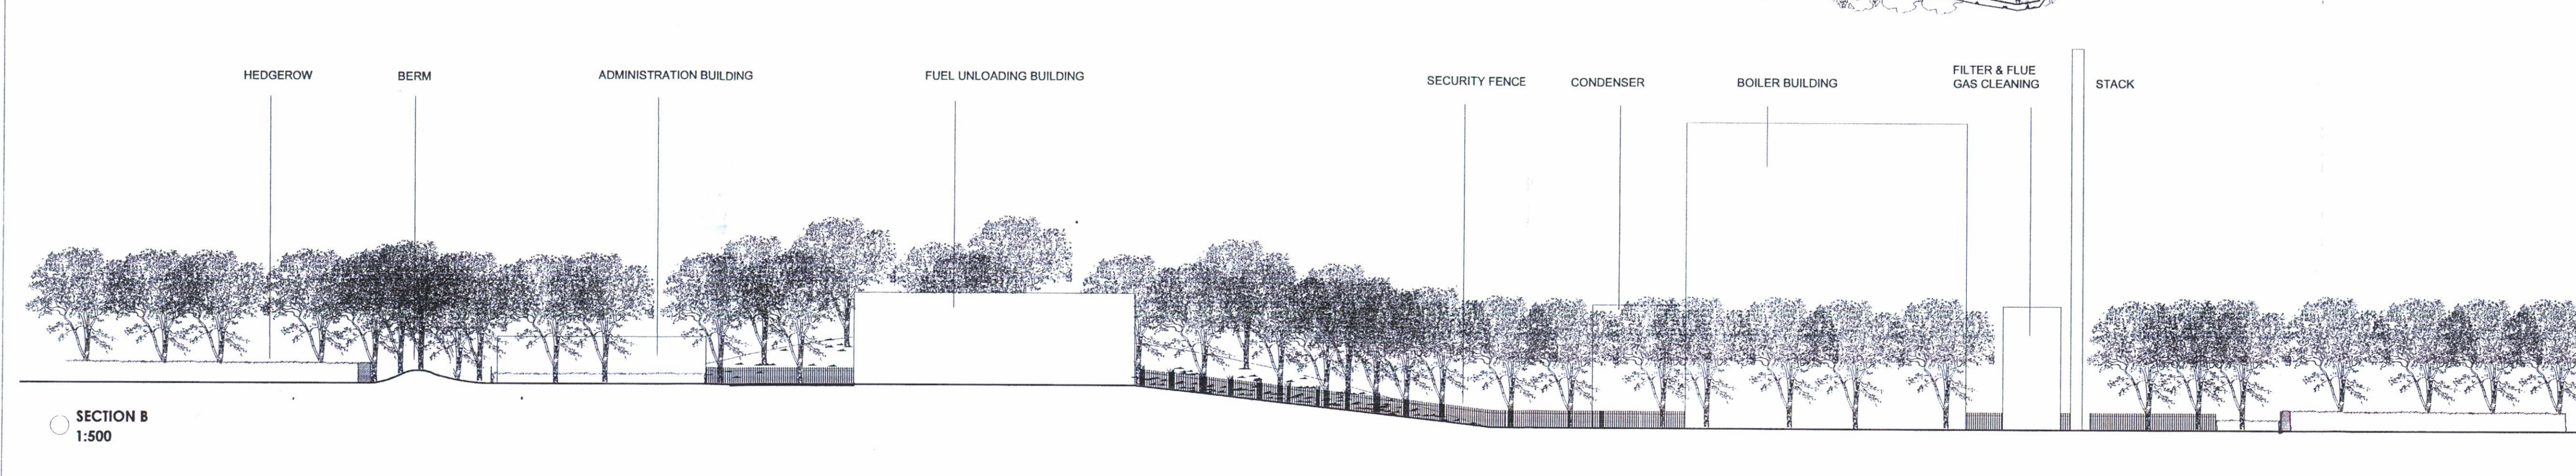 HEDGEROW
BERM
ADMINISTRATION BUILDING
FUEL UNLOADING BUILDING
SECURITY FENCE
CONDENSER
BOILER BUILDING
FILTER & FLUE
GAS CLEANING
STACK
SECTION B
1:500